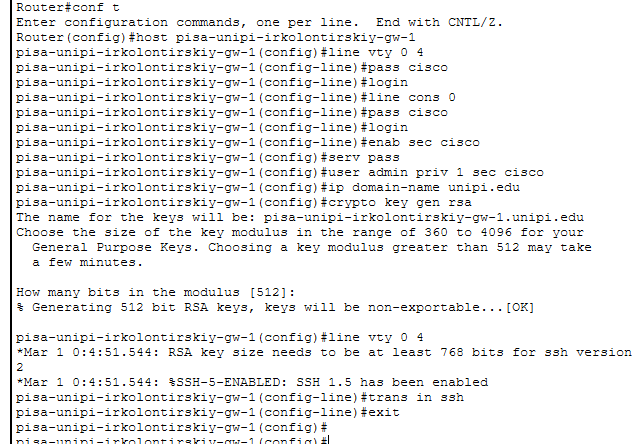 Router#conf t
Enter configuration commands, one per line.  End with CNTL/Z.
Router(config)#host pisa-unipi-irkolontirskiy-gw-1
pisa-unipi-irkolontirskiy-gw-1(config)#line vty 0 4
pisa-unipi-irkolontirskiy-gw-1(config-line)#pass cisco
pisa-unipi-irkolontirskiy-gw-1(config-line)#login
pisa-unipi-irkolontirskiy-gw-1(config-line)#line cons 0
pisa-unipi-irkolontirskiy-gw-1(config-line)#pass cisco
pisa-unipi-irkolontirskiy-gw-1(config-line)#login
pisa-unipi-irkolontirskiy-gw-1(config-line)#enab sec cisco
pisa-unipi-irkolontirskiy-gw-1(config)#serv pass
pisa-unipi-irkolontirskiy-gw-1(config)#user admin priv 1 sec cisco
pisa-unipi-irkolontirskiy-gw-1(config)#ip domain-name unipi.edu
pisa-unipi-irkolontirskiy-gw-1(config)#crypto key gen rsa
The name for the keys will be: pisa-unipi-irkolontirskiy-gw-1.unipi.edu
Choose the size of the key modulus in the range of 360 to 4096 for your
  General Purpose Keys. Choosing a key modulus greater than 512 may take
  a few minutes.

How many bits in the modulus [512]:
% Generating 512 bit RSA keys, keys will be non-exportable...[OK]

pisa-unipi-irkolontirskiy-gw-1(config)#line vty 0 4
*Mar 1 0:4:51.544: RSA key size needs to be at least 768 bits for ssh version
2
*Mar 1 0:4:51.544: %SSH-5-ENABLED: SSH 1.5 has been enabled
pisa-unipi-irkolontirskiy-gw-1(config-line)#trans in ssh
pisa-unipi-irkolontirskiy-gw-1(config-line)#exit
pisa-unipi-irkolontirskiy-gw-1(config)#
pisa-unipi-irkolontirskiy-gw-1(config)#